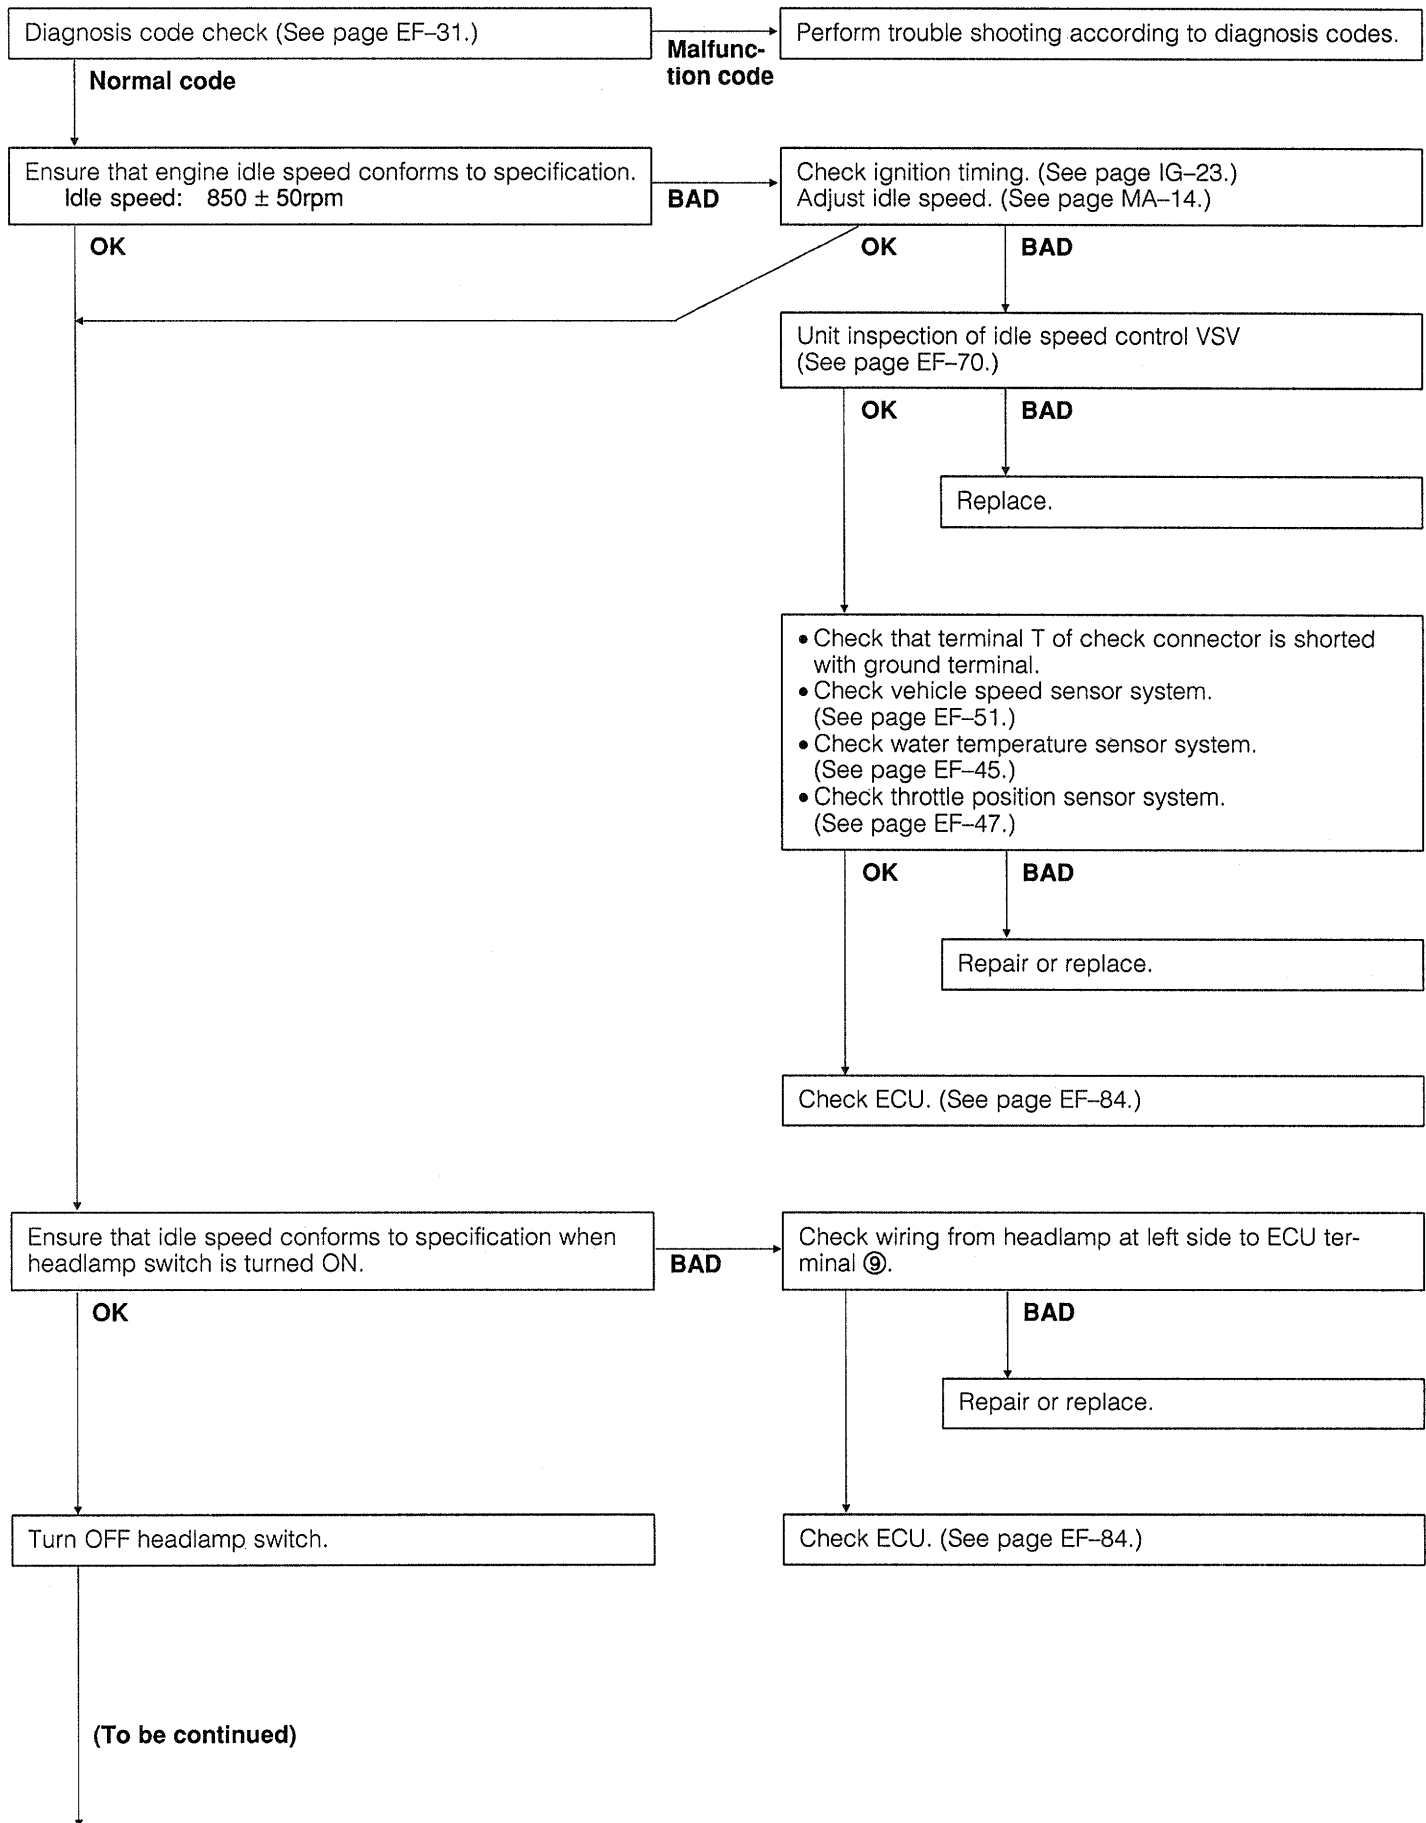 Diagnosis code check (See page EF–31.)
Malfunc-
tion code
Perform trouble shooting according to diagnosis codes.
Normal code
Ensure that engine idle speed conforms to specification.
Idle speed: 850 ± 50rpm
BAD
Check ignition timing. (See page IG–23.)
Adjust idle speed. (See page MA–14.)
OK
OK
BAD
Unit inspection of idle speed control VSV
(See page EF–70.)
OK
BAD
Replace.
• Check that terminal T of check connector is shorted
with ground terminal.
• Check vehicle speed sensor system.
(See page EF–51.)
• Check water temperature sensor system.
(See page EF–45.)
• Check throttle position sensor system.
(See page EF–47.)
OK
BAD
Repair or replace.
Check ECU. (See page EF–84.)
Ensure that idle speed conforms to specification when
headlamp switch is turned ON.
BAD
Check wiring from headlamp at left side to ECU ter-
minal ⑨.
OK
BAD
Repair or replace.
Turn OFF headlamp switch.
Check ECU. (See page EF–84.)
(To be continued)